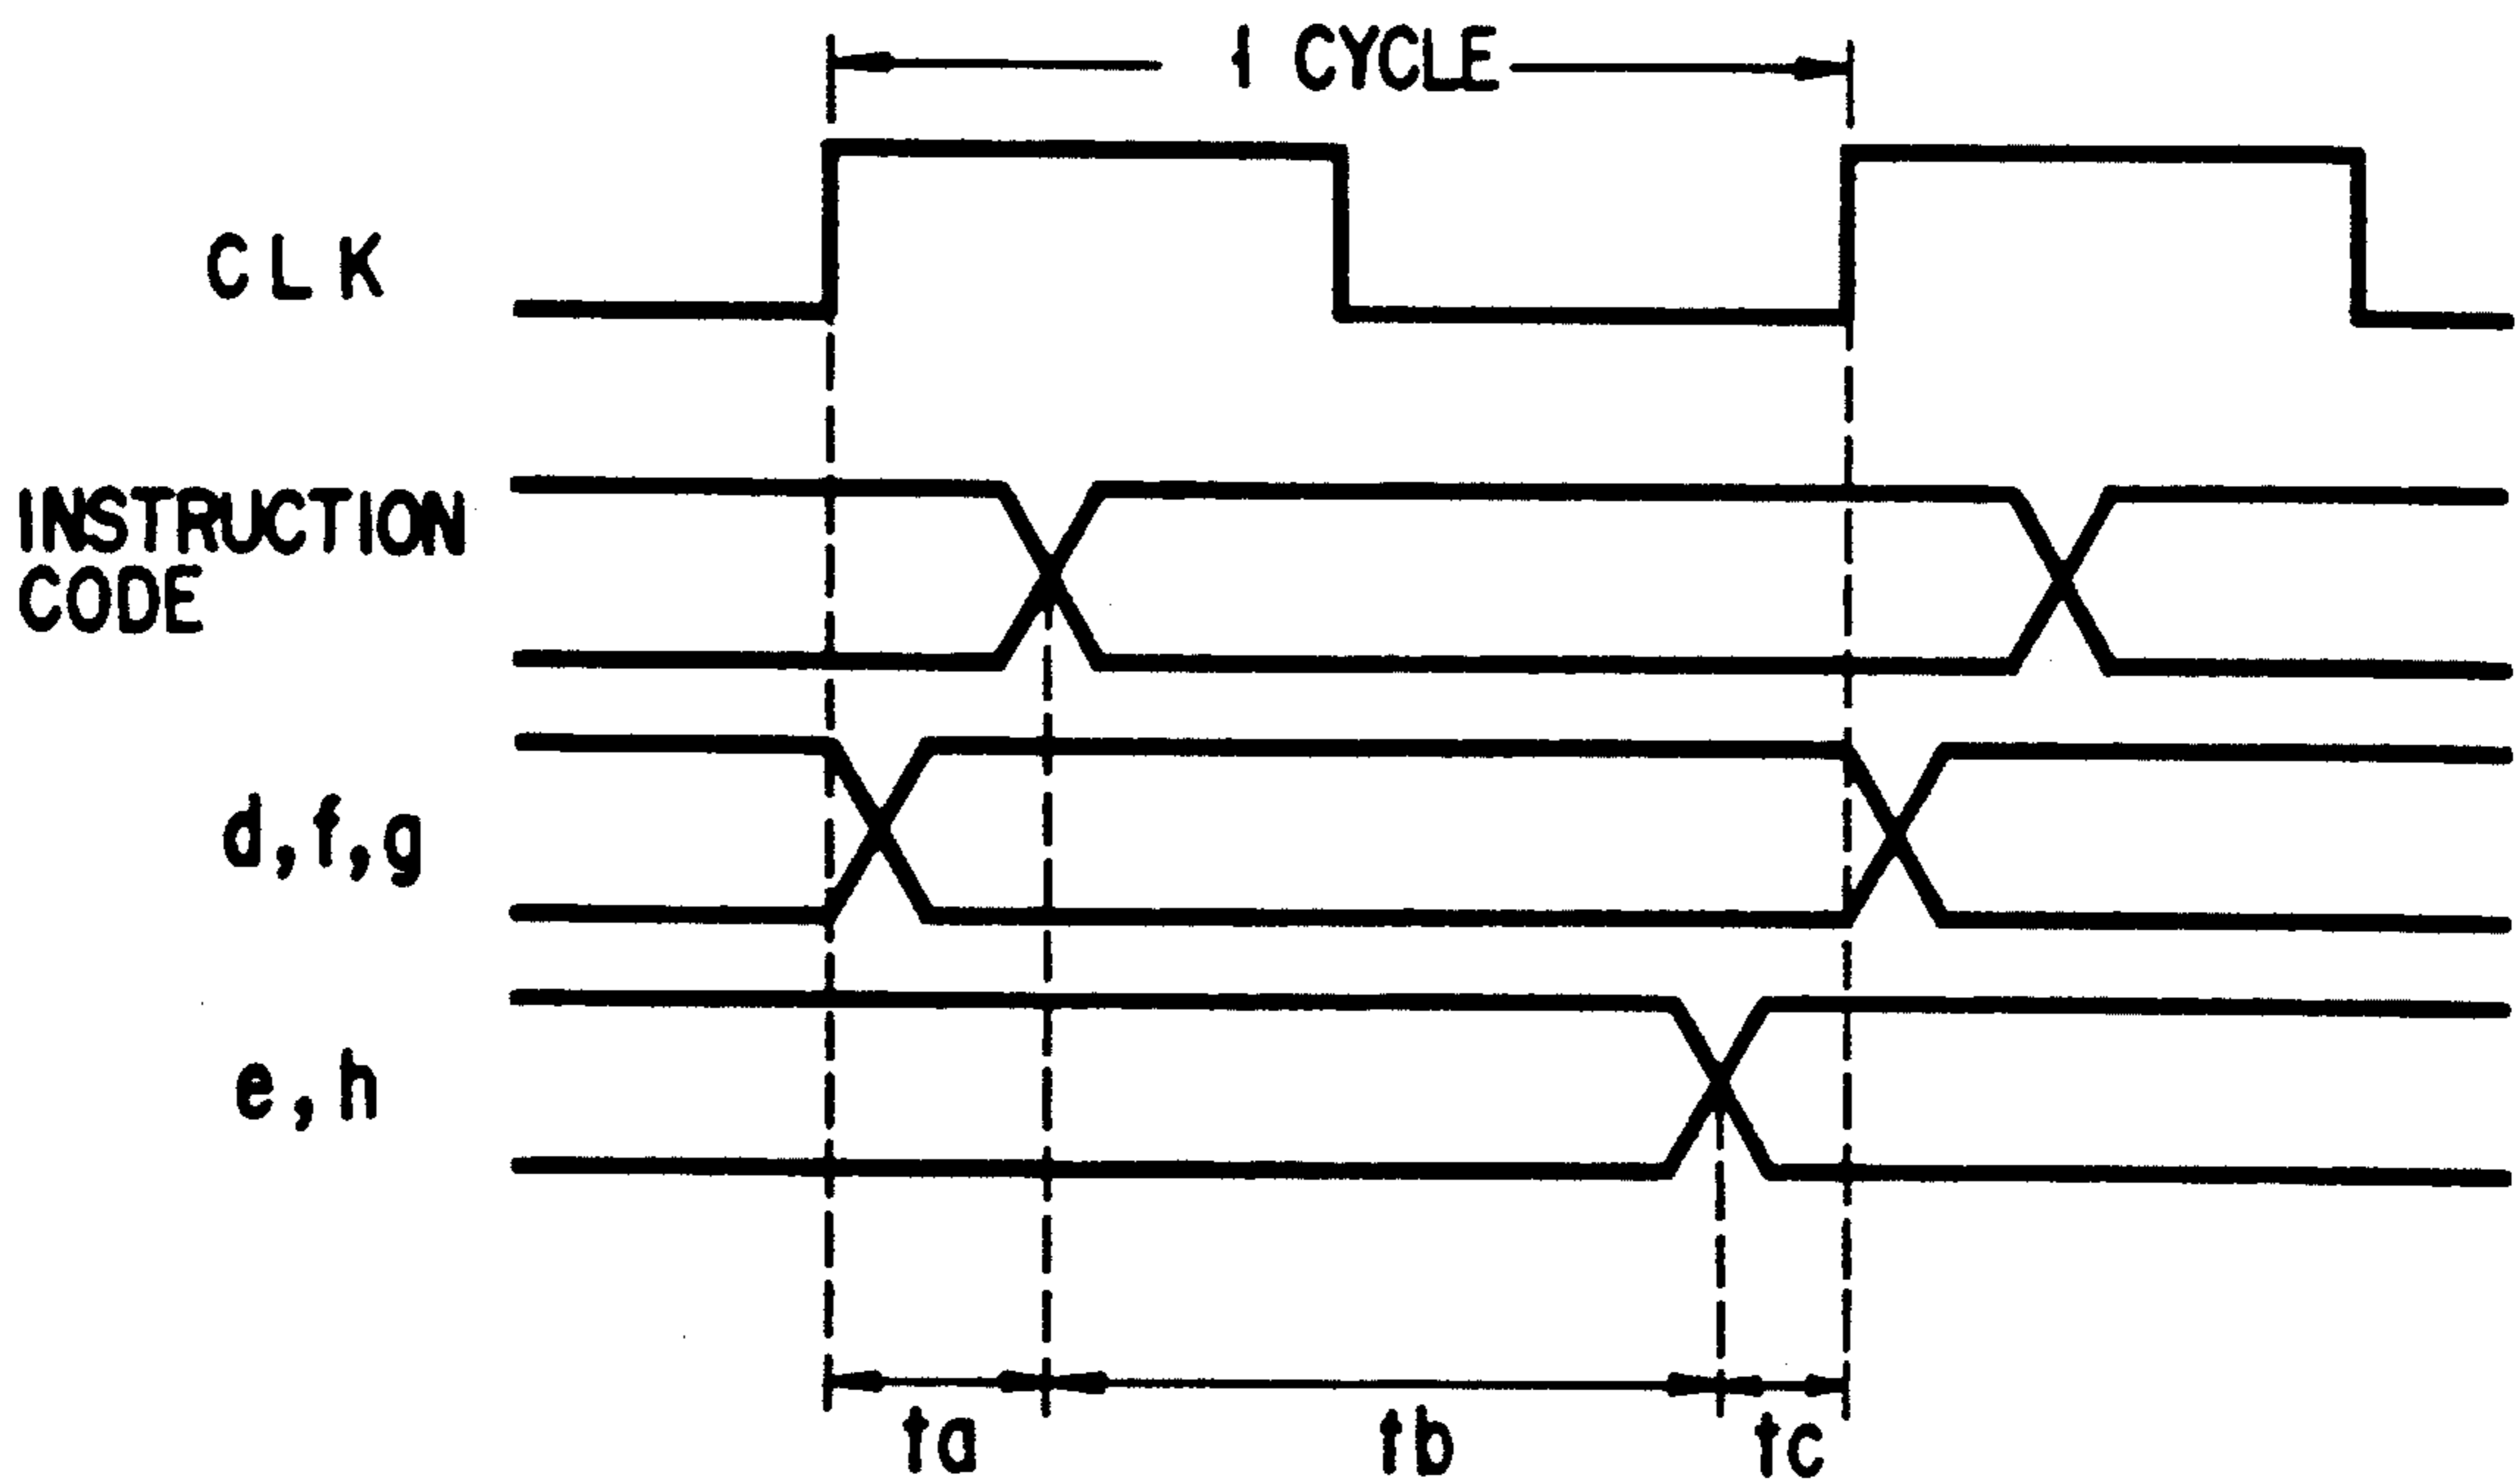 1 CYCLE
CLK
INSTRUCTION
CODE
d,f,g
e,h
ta
tb
tc